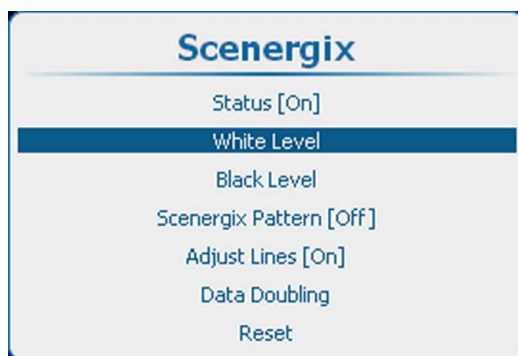 Scenergix
Status [On]
White Level
Black Level
Scenergix Pattern [Off]
Adjust Lines [On]
Data Doubling
Reset